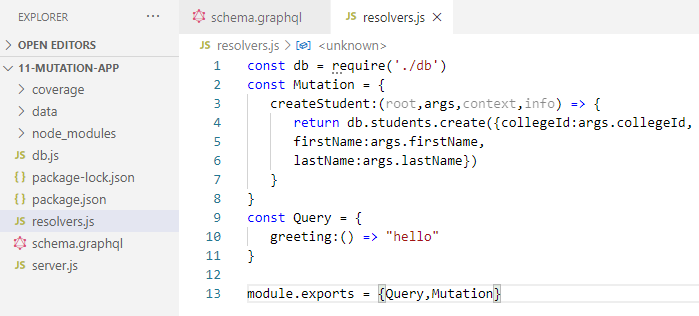 EXPLORER
...
OPEN EDITORS
11-MUTATION-APP
coverage
data
node_modules
JS db.js
{} package-lock.json
{} package.json
JS resolvers.js
schema.graphql
JS server.js
schema.graphql
JS resolvers.js ×
JS resolvers.js > <unknown>
1 const db = require('./db')
2 const Mutation = {
3 createStudent:(root,args,context,info) => {
4 return db.students.create({collegeId:args.collegeId,
5 firstName:args.firstName,
6 lastName:args.lastName})
7 }
8 }
9 const Query = {
10 greeting:() => "hello"
11 }
12
13 module.exports = {Query,Mutation}